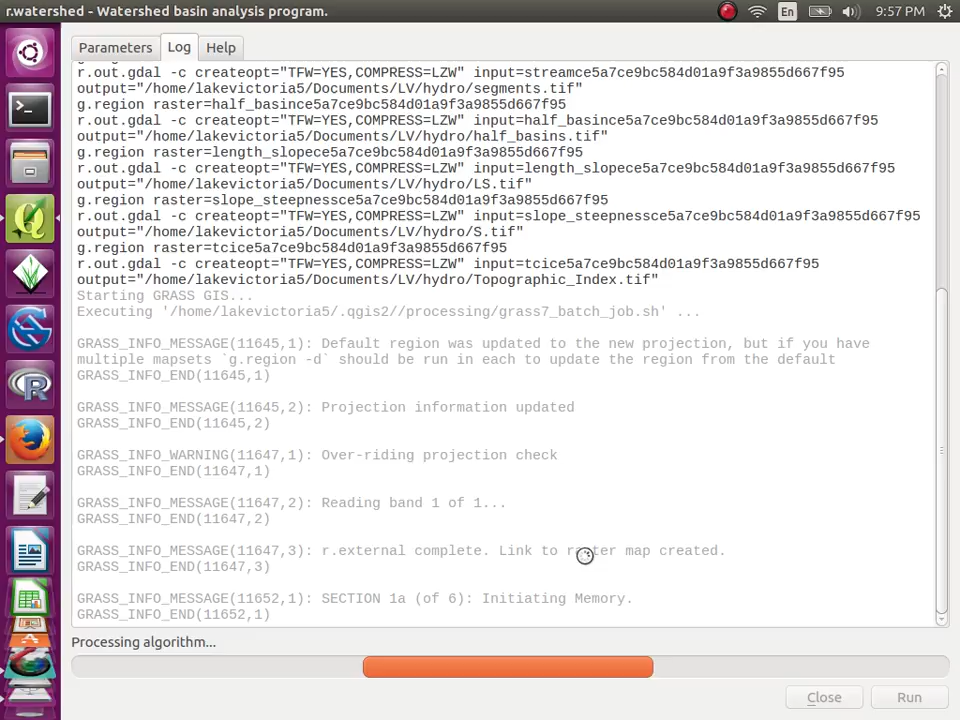 r.watershed - Watershed basin analysis program.
En
9:57 PM
Parameters
Log
Help
r.out.gdal -c createopt="TFW=YES,COMPRESS=LZW" input=streamce5a7ce9bc584d01a9f3a9855d667f95
output="/home/lakevictoria5/Documents/LV/hydro/segments.tif"
g.region raster=half_basince5a7ce9bc584d01a9f3a9855d667f95
r.out.gdal -c createopt="TFW=YES,COMPRESS=LZW" input=half_basince5a7ce9bc584d01a9f3a9855d667f95
output="/home/lakevictoria5/Documents/LV/hydro/half_basins.tif"
g.region raster=length_slopece5a7ce9bc584d01a9f3a9855d667f95
r.out.gdal -c createopt="TFW=YES,COMPRESS=LZW" input=length_slopece5a7ce9bc584d01a9f3a9855d667f95
output="/home/lakevictoria5/Documents/LV/hydro/LS.tif"
g.region raster=slope_steepnessce5a7ce9bc584d01a9f3a9855d667f95
r.out.gdal -c createopt="TFW=YES,COMPRESS=LZW" input=slope_steepnessce5a7ce9bc584d01a9f3a9855d667f95
output="/home/lakevictoria5/Documents/LV/hydro/S.tif"
g.region raster=tcice5a7ce9bc584d01a9f3a9855d667f95
r.out.gdal -c createopt="TFW=YES,COMPRESS=LZW" input=tcice5a7ce9bc584d01a9f3a9855d667f95
output="/home/lakevictoria5/Documents/LV/hydro/Topographic_Index.tif"
Starting GRASS GIS...
Executing '/home/lakevictoria5/.qgis2//processing/grass7_batch_job.sh' ...
GRASS_INFO_MESSAGE(11645,1): Default region was updated to the new projection, but if you have
multiple mapsets `g.region -d` should be run in each to update the region from the default
GRASS_INFO_END(11645,1)
GRASS_INFO_MESSAGE(11645,2): Projection information updated
GRASS_INFO_END(11645,2)
GRASS_INFO_WARNING(11647,1): Over-riding projection check
GRASS_INFO_END(11647,1)
GRASS_INFO_MESSAGE(11647,2): Reading band 1 of 1...
GRASS_INFO_END(11647,2)
GRASS_INFO_MESSAGE(11647,3): r.external complete. Link to raster map created.
GRASS_INFO_END(11647,3)
GRASS_INFO_MESSAGE(11652,1): SECTION 1a (of 6): Initiating Memory.
GRASS_INFO_END(11652,1)
Processing algorithm...
Close
Run